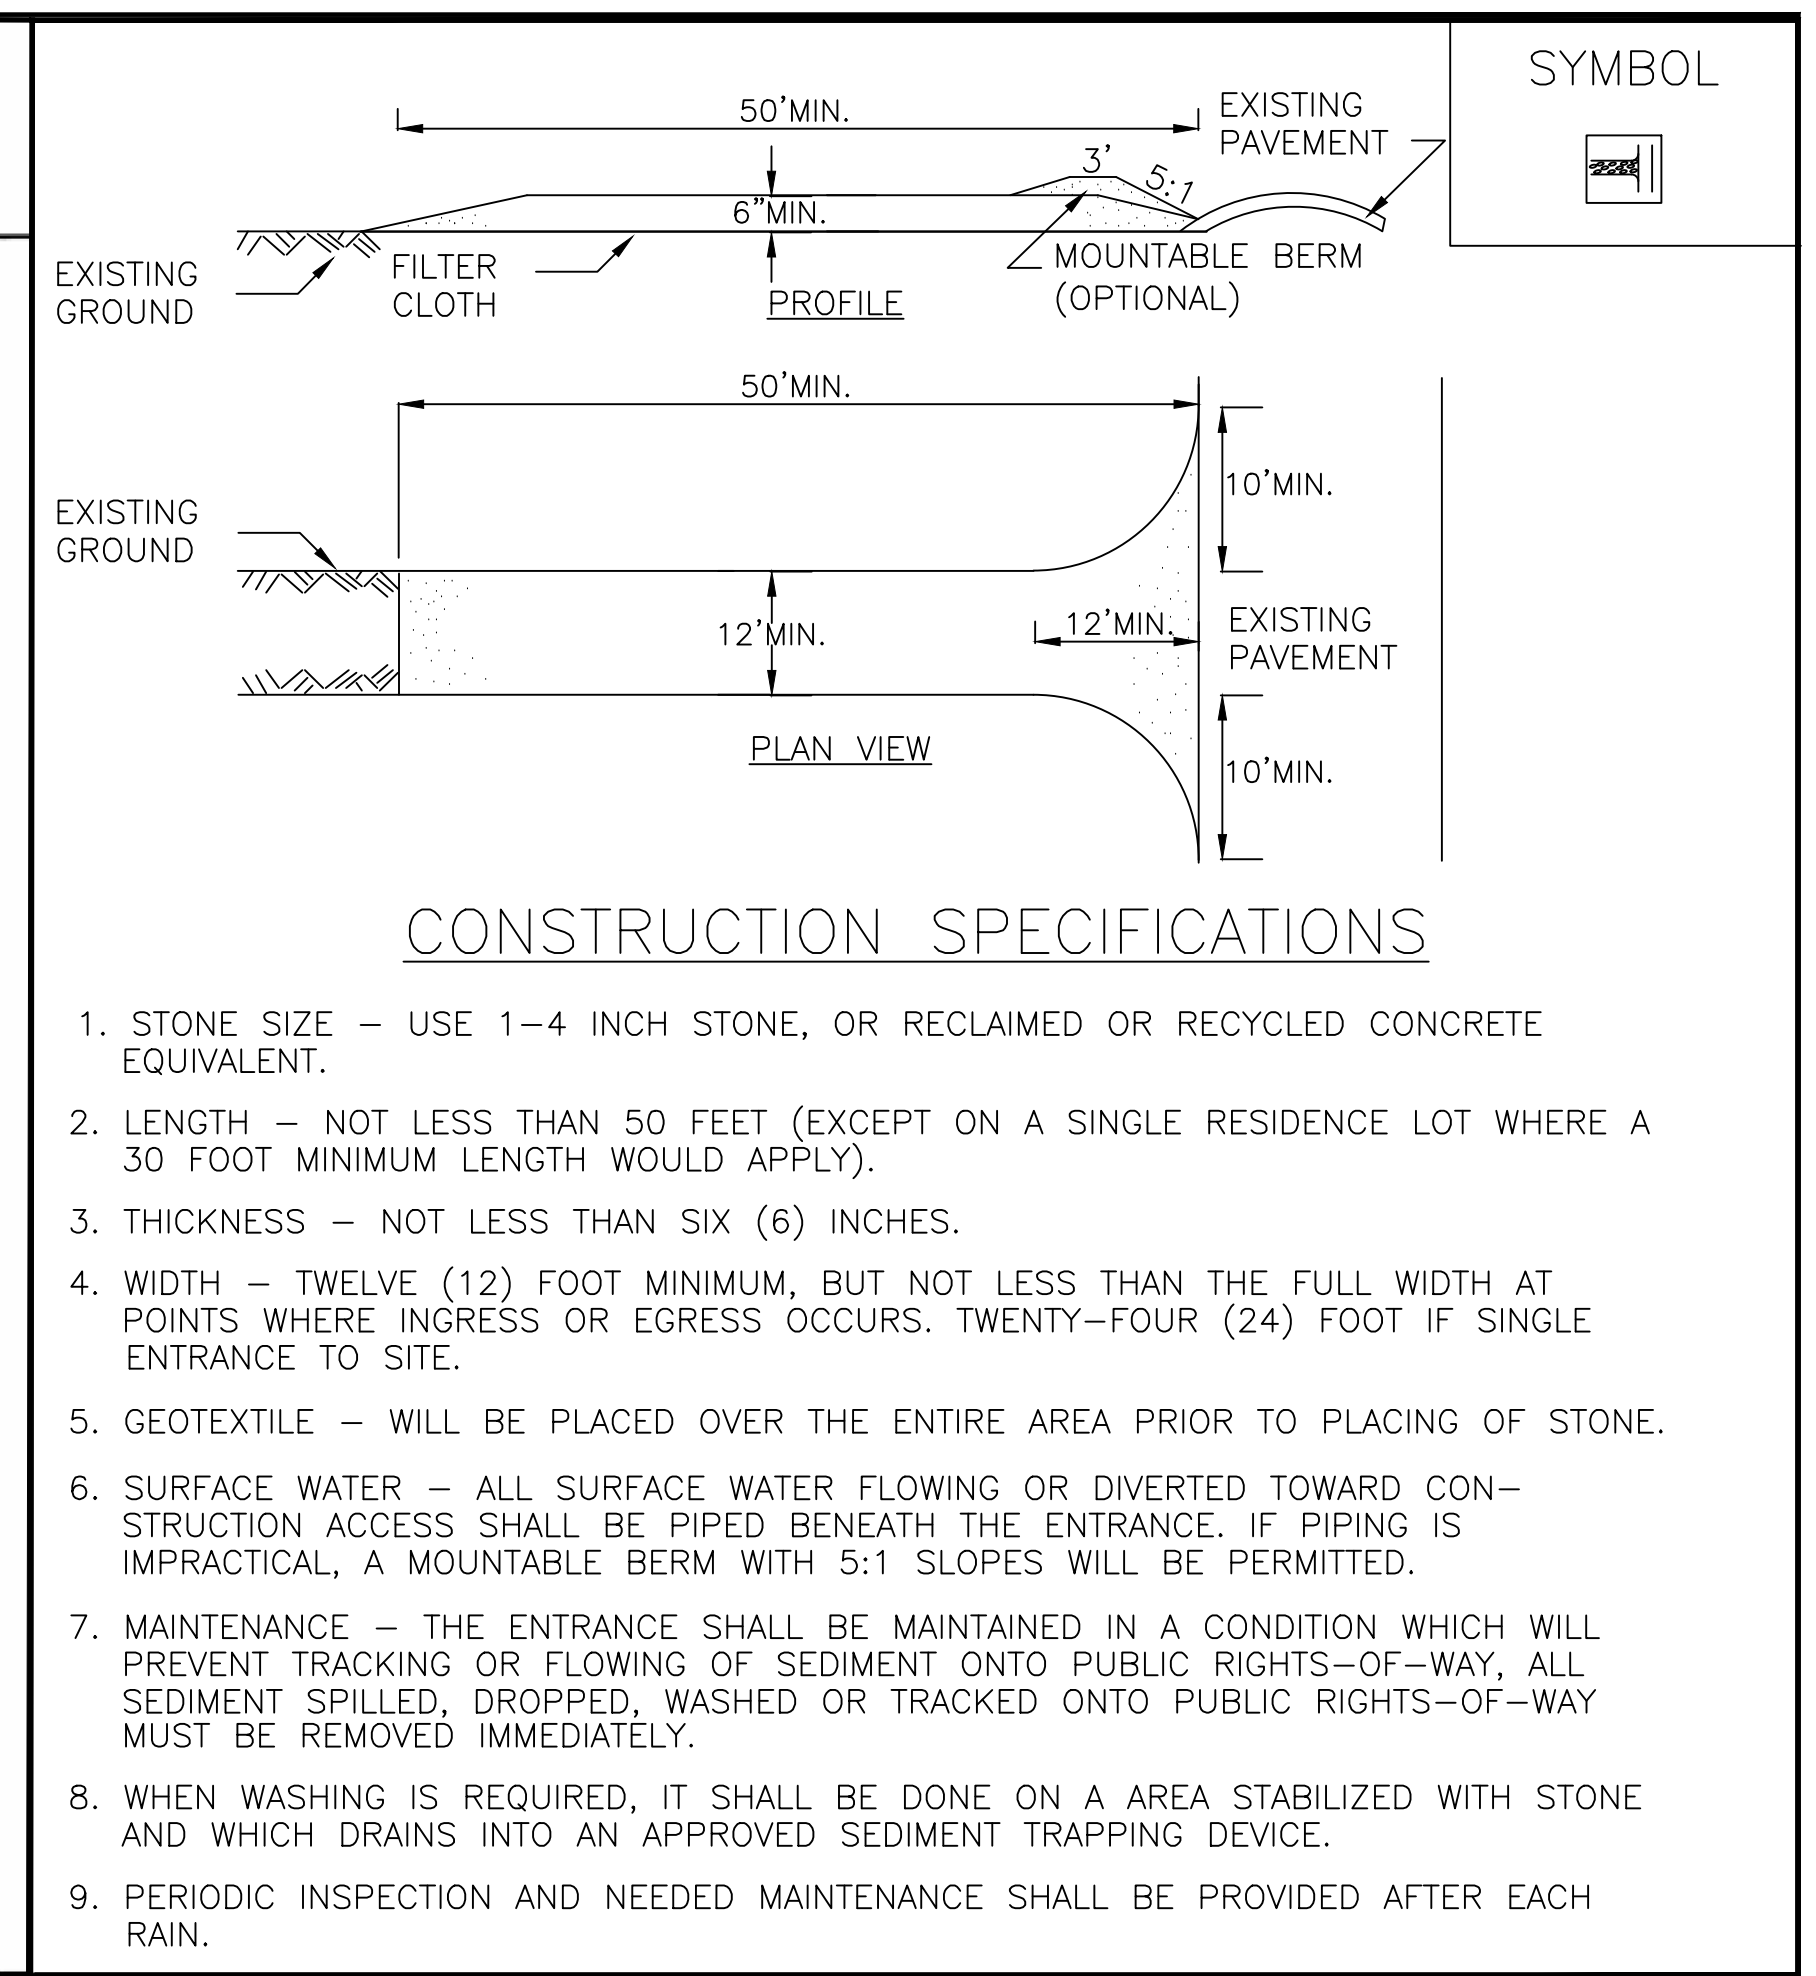 SYMBOL
50'MIN.
EXISTING
PAVEMENT
3'
5:1
6"MIN.
EXISTING
GROUND
FILTER
CLOTH
PROFILE
MOUNTABLE BERM
(OPTIONAL)
50'MIN.
10'MIN.
EXISTING
GROUND
12'MIN.
12'MIN.
EXISTING
PAVEMENT
PLAN VIEW
10'MIN.
CONSTRUCTION SPECIFICATIONS
1. STONE SIZE – USE 1–4 INCH STONE, OR RECLAIMED OR RECYCLED CONCRETE
EQUIVALENT.
2. LENGTH – NOT LESS THAN 50 FEET (EXCEPT ON A SINGLE RESIDENCE LOT WHERE A
30 FOOT MINIMUM LENGTH WOULD APPLY).
3. THICKNESS – NOT LESS THAN SIX (6) INCHES.
4. WIDTH – TWELVE (12) FOOT MINIMUM, BUT NOT LESS THAN THE FULL WIDTH AT
POINTS WHERE INGRESS OR EGRESS OCCURS. TWENTY–FOUR (24) FOOT IF SINGLE
ENTRANCE TO SITE.
5. GEOTEXTILE – WILL BE PLACED OVER THE ENTIRE AREA PRIOR TO PLACING OF STONE.
6. SURFACE WATER – ALL SURFACE WATER FLOWING OR DIVERTED TOWARD CON–
STRUCTION ACCESS SHALL BE PIPED BENEATH THE ENTRANCE. IF PIPING IS
IMPRACTICAL, A MOUNTABLE BERM WITH 5:1 SLOPES WILL BE PERMITTED.
7. MAINTENANCE – THE ENTRANCE SHALL BE MAINTAINED IN A CONDITION WHICH WILL
PREVENT TRACKING OR FLOWING OF SEDIMENT ONTO PUBLIC RIGHTS–OF–WAY, ALL
SEDIMENT SPILLED, DROPPED, WASHED OR TRACKED ONTO PUBLIC RIGHTS–OF–WAY
MUST BE REMOVED IMMEDIATELY.
8. WHEN WASHING IS REQUIRED, IT SHALL BE DONE ON A AREA STABILIZED WITH STONE
AND WHICH DRAINS INTO AN APPROVED SEDIMENT TRAPPING DEVICE.
9. PERIODIC INSPECTION AND NEEDED MAINTENANCE SHALL BE PROVIDED AFTER EACH
RAIN.